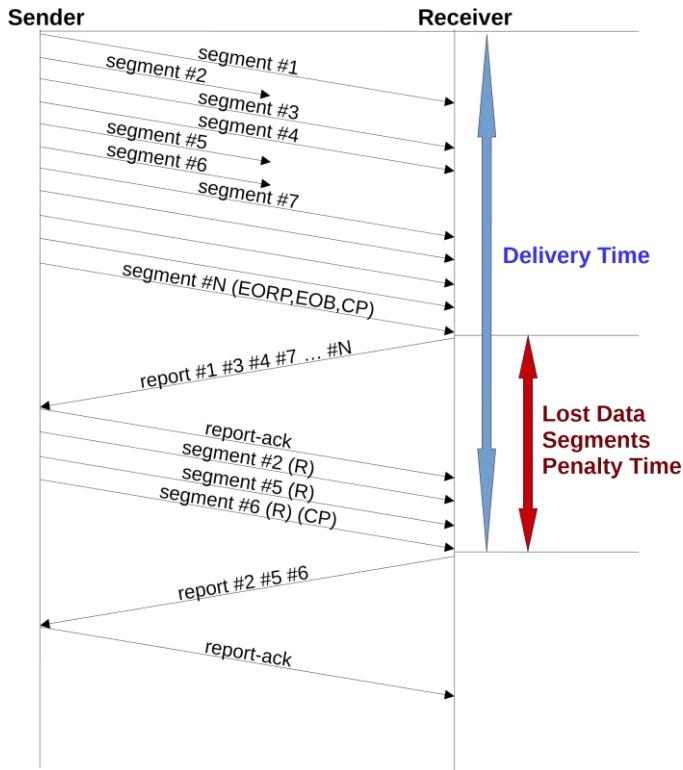 Sender
Receiver
segment #1
segment #2
segment #3
segment #4
segment #5
segment #6
segment #7
Delivery Time
segment #N (EORP,EOB,CP)
report #1 #3 #4 #7 ... #N
Lost Data
Segments
Penalty Time
report-ack
segment #2 (R)
segment #5 (R)
segment #6 (R) (CP)
report #2 #5 #6
report-ack